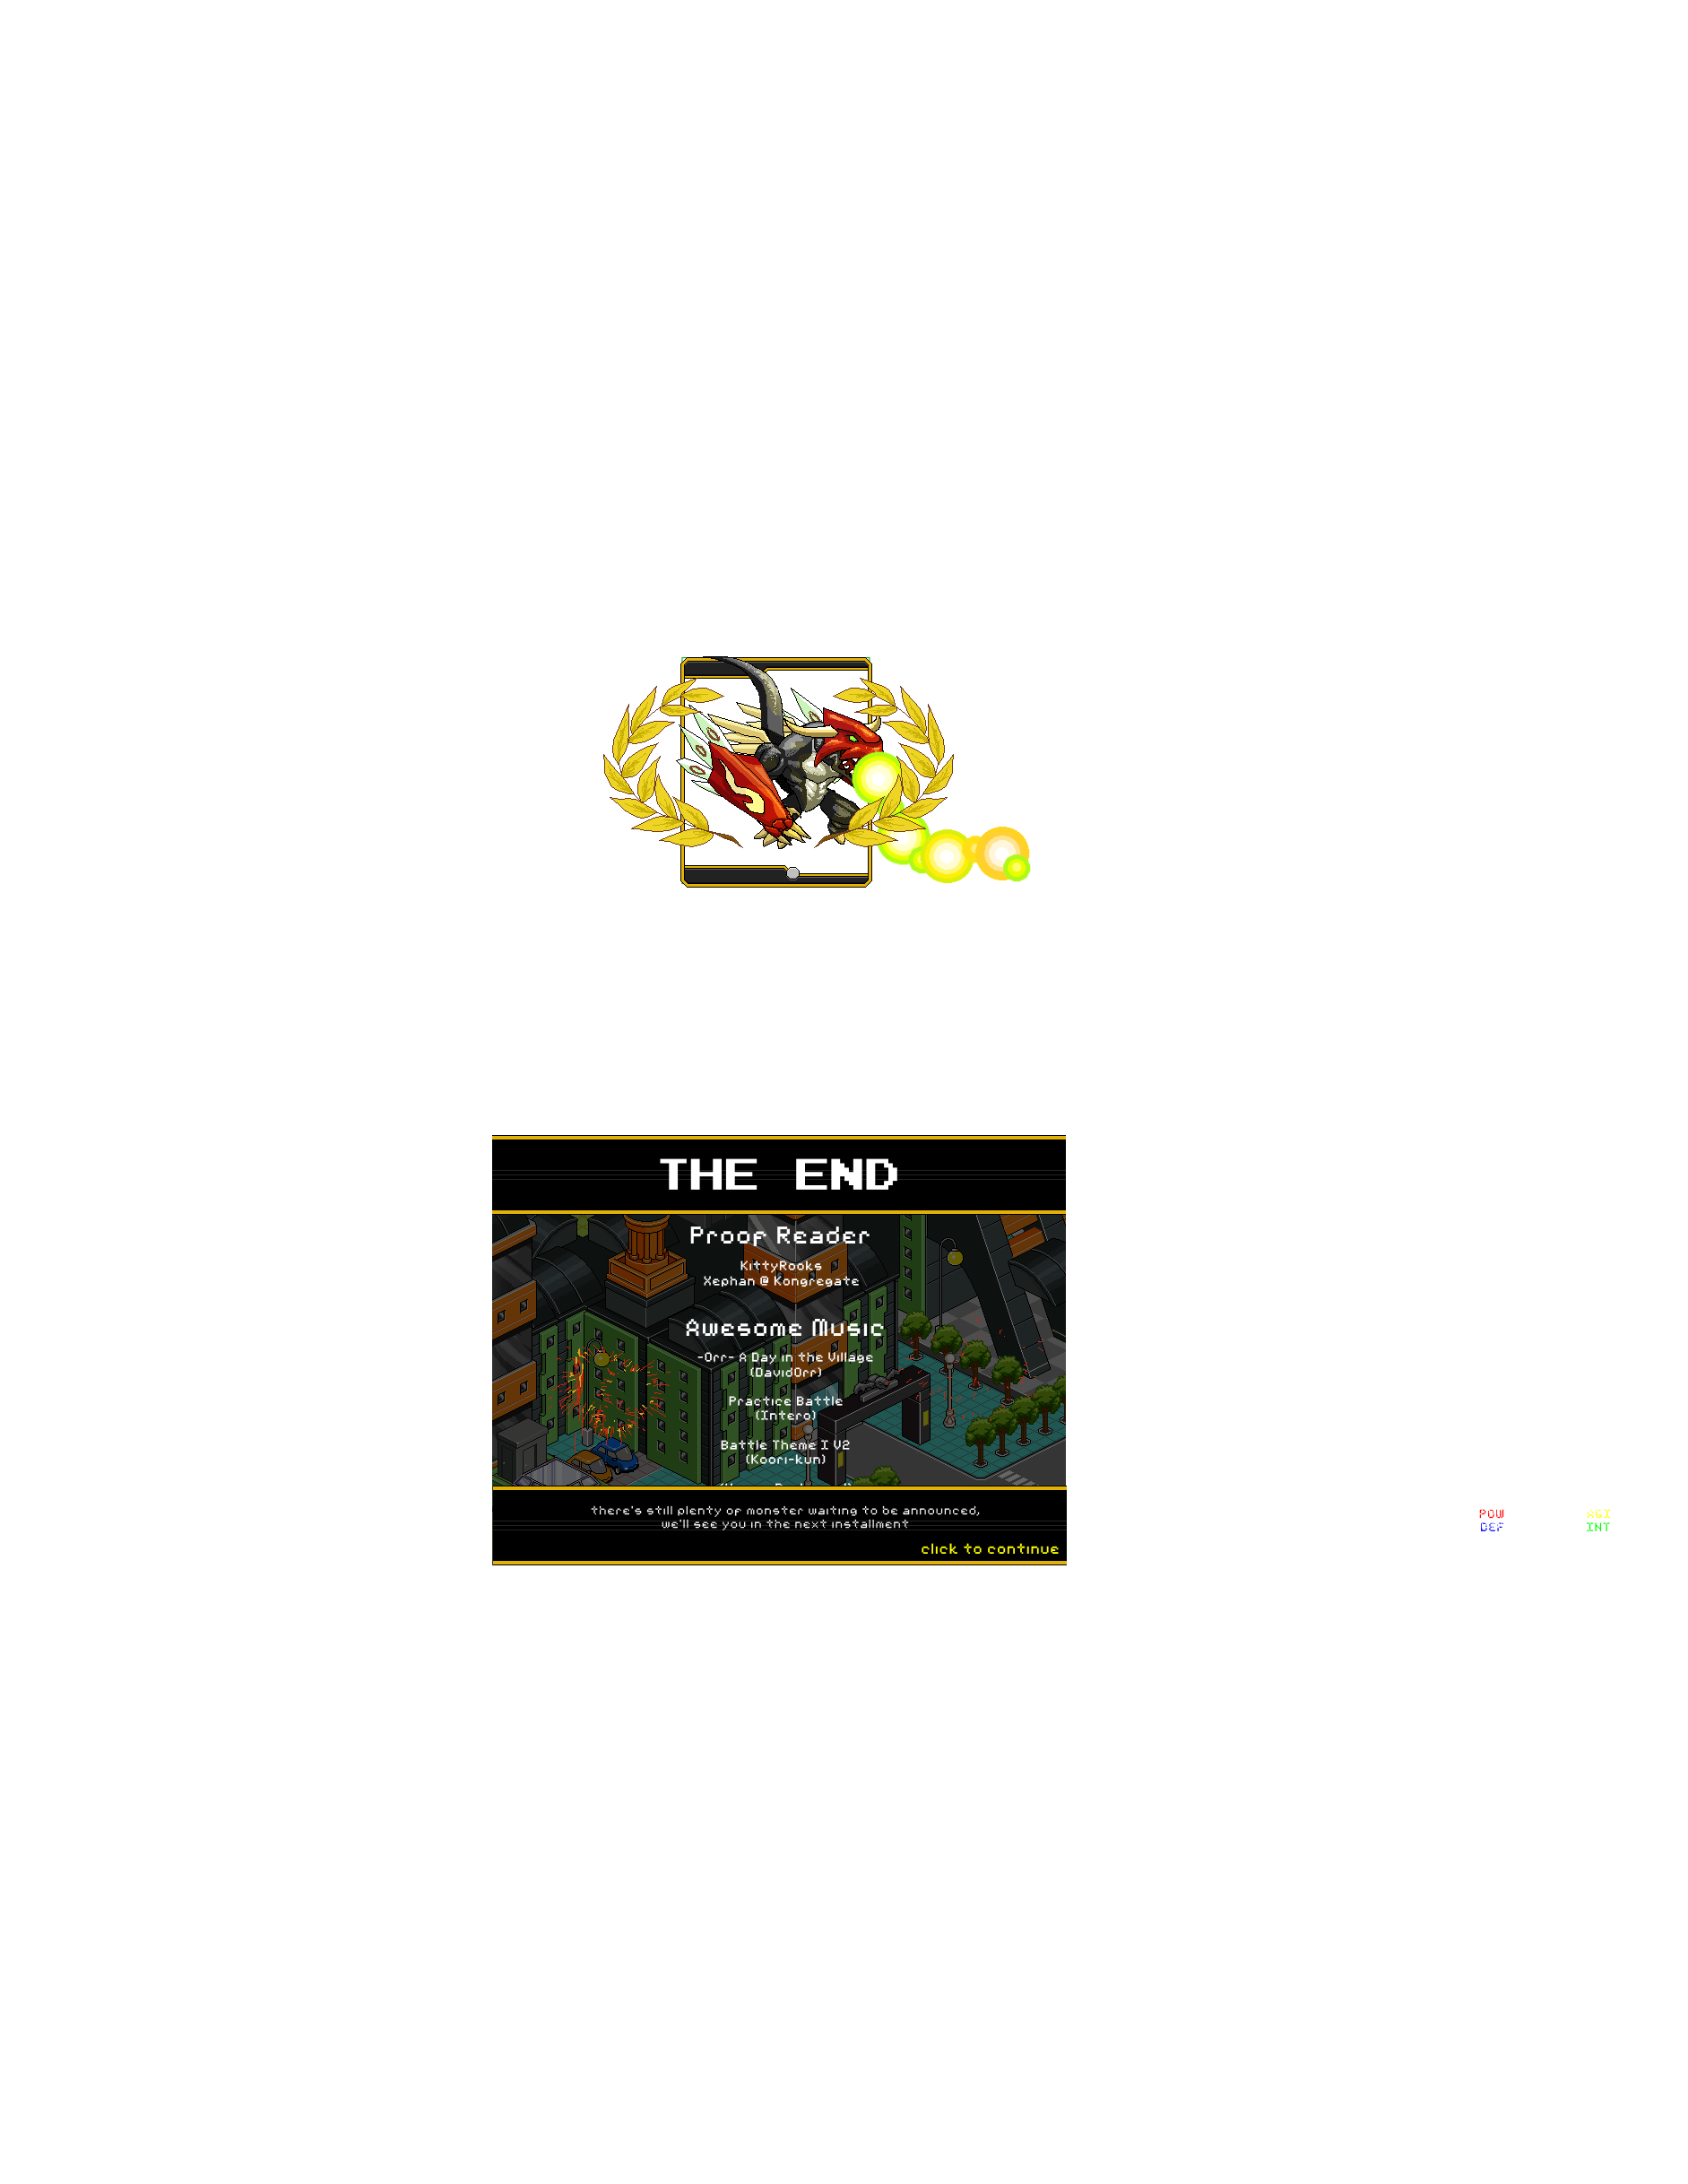 THE END
Proof Reader
KittyRooks
Xephan @ Kongregate
Awesome Music
-Orr- A Day in the Village
(DavidOrr)
Practice Battle
(Intero)
Battle Theme I V2
(Koori-kun)
there's still plenty of monster waiting to be announced,
we'll see you in the next installment
click to continue
POW AGI
DEF INT